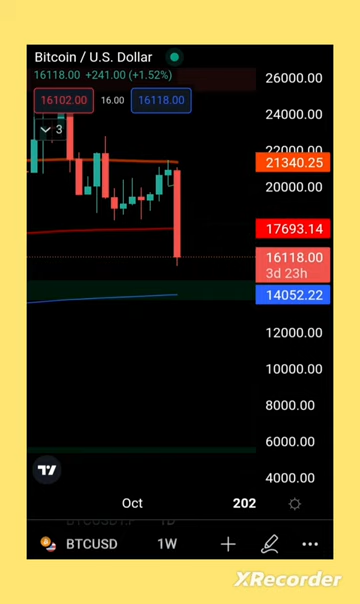 Bitcoin / U.S. Dollar
16118.00 +241.00 (+1.52%)
16102.00 16.00 16118.00
3
26000.00
24000.00
22000.00
21340.25
20000.00
17693.14
16118.00
3d 23h
14052.22
12000.00
10000.00
8000.00
6000.00
4000.00
Oct 202
BTCUSD 1W
XRecorder